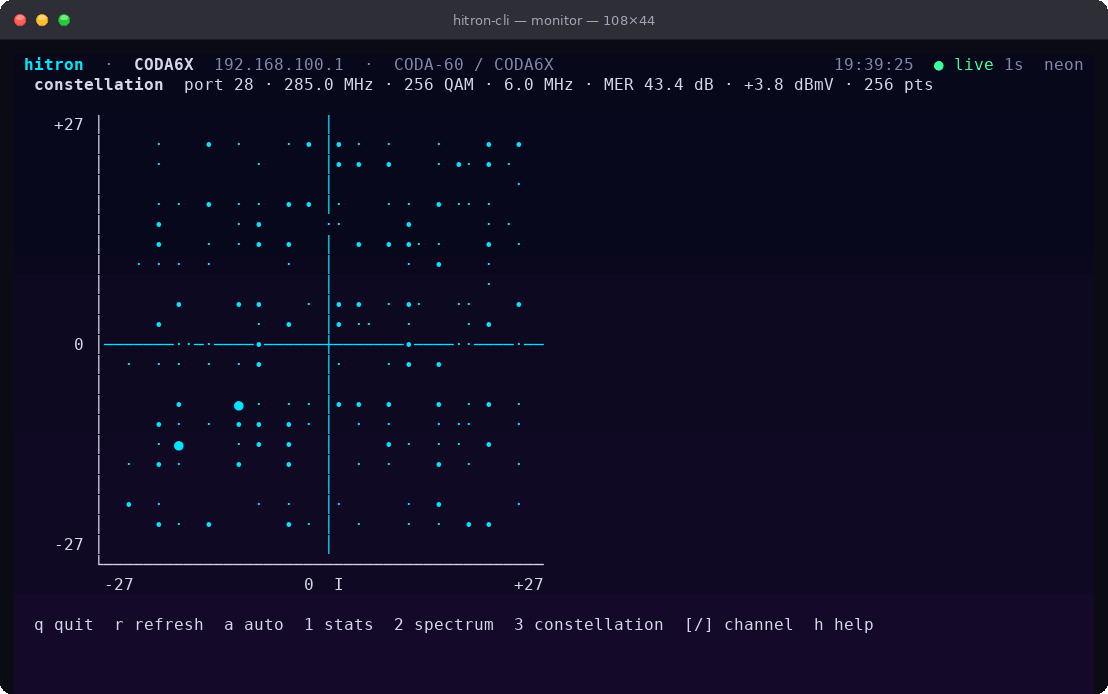 hitron-cli — monitor — 108×44
hitron · CODA6X 192.168.100.1 · CODA-60 / CODA6X 19:39:25 ● live 1s neon
constellation port 28 · 285.0 MHz · 256 QAM · 6.0 MHz · MER 43.4 dB · +3.8 dBmV · 256 pts
+27
0
-27
-27 0 I +27
q quit r refresh a auto 1 stats 2 spectrum 3 constellation [/] channel h help